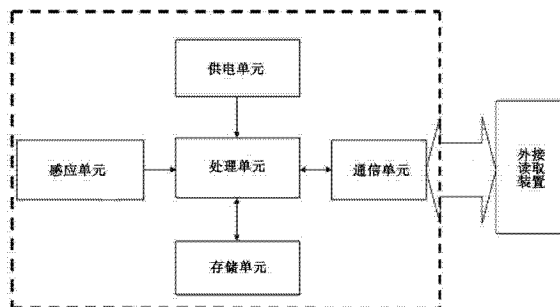 供电单元
感应单元
处理单元
通信单元
外接
读取
装置
存储单元